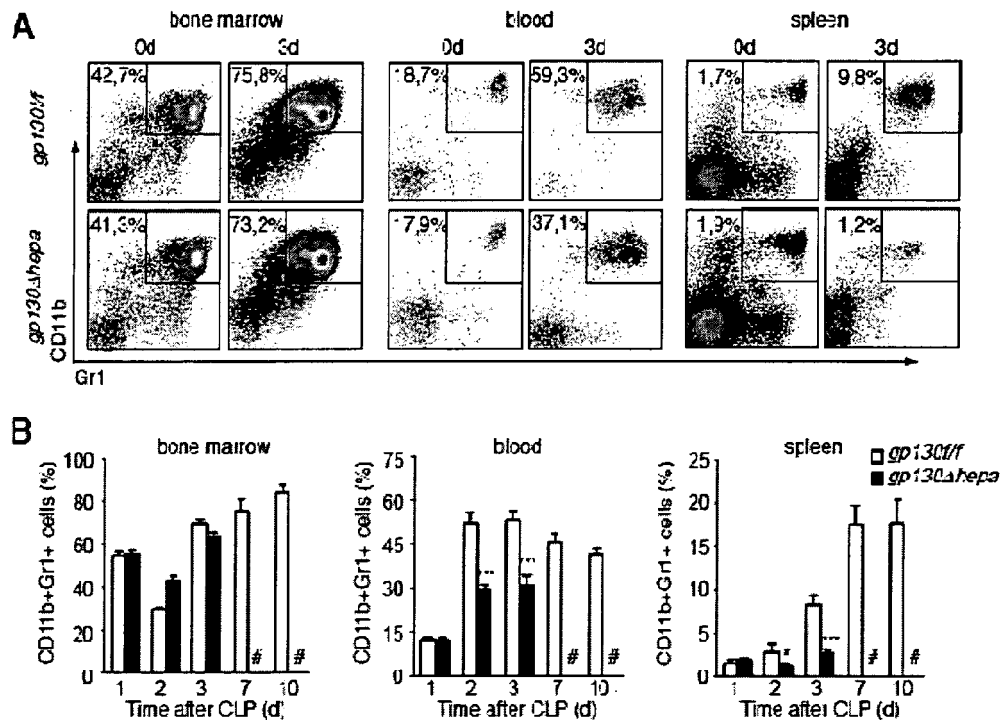 A
bone marrow blood spleen
0d 3d 0d 3d 0d 3d
gp130f/f
42,7% 75,8% 18,7% 59,3% 1,7% 9,8%
gp130Δhepa
41,3% 73,2% 17,9% 37,1% 1,9% 1,2%
CD11b
Gr1
B
bone marrow blood spleen
gp130f/f
gp130Δhepa
CD11b+Gr1+ cells (%)
100
80
60
40
20
0
# #
1 2 3 7 10
Time after CLP (d)
CD11b+Gr1+ cells (%)
75
60
45
30
15
0
*** ***
# #
1 2 3 7 10
Time after CLP (d)
CD11b+Gr1+ cells (%)
25
20
15
10
5
0
* ***
# #
1 2 3 7 10
Time after CLP (d)